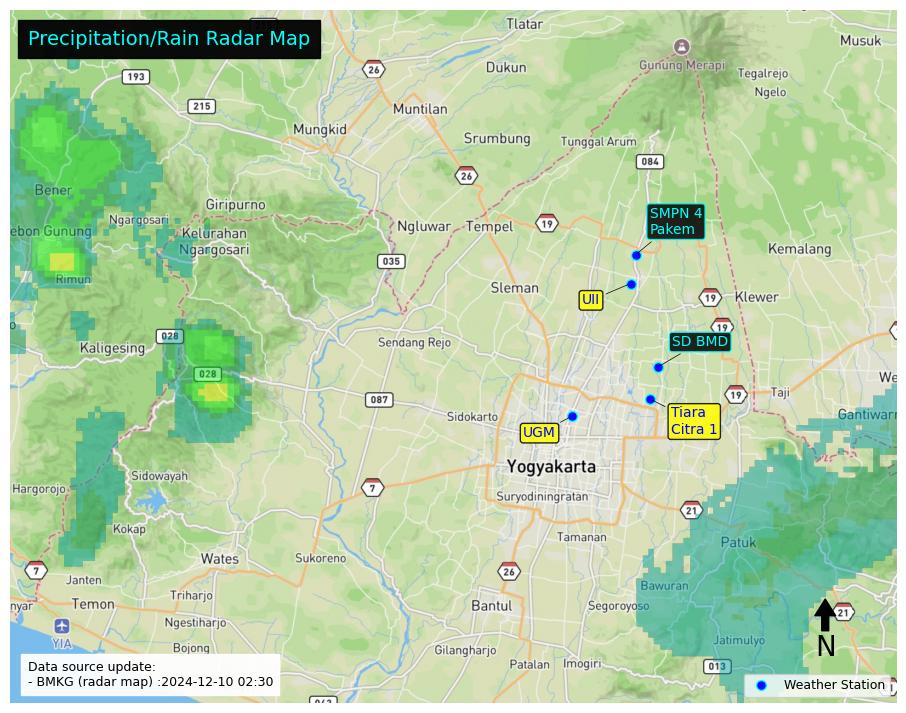 Precipitation/Rain Radar Map
Tlatar
Musuk
26
Dukun
Gunung Merapi
Tegalrejo
193
Ngelo
215
Muntilan
Mungkid
Srumbung
Tunggal Arum
084
26
Bener
Giripurno
SMPN 4
Pakem
Ngargosari
Ngluwar
Tempel
19
ebon Gunung
Kelurahan
Ngargosari
Kemalang
035
Rimun
Sleman
UII
19
Klewer
19
028
Sendang Rejo
SD BMD
Kaligesing
028
We
087
19
Taji
Sidokarto
Tiara
Citra 1
Gantiwarn
UGM
Yogyakarta
Sidowayah
Hargorojo
7
Suryodiningratan
21
Kokap
Tamanan
Patuk
Wates
Sukoreno
7
26
Janten
Bawuran
Triharjo
nyar
Temon
Bantul
Segoroyoso
21
Ngestiharjo
YIA
N
Bojong
Jatimulyo
Gilangharjo
Data source update:
- BMKG (radar map) :2024-12-10 02:30
Patalan
Imogiri
013
Weather Station